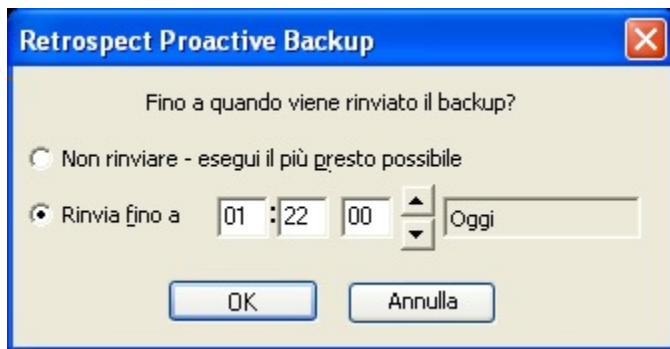 Retrospect Proactive Backup
Fino a quando viene rinviato il backup?
Non rinviare - esegui il più presto possibile
Rinvia fino a 01 : 22 00 Oggi
OK Annulla